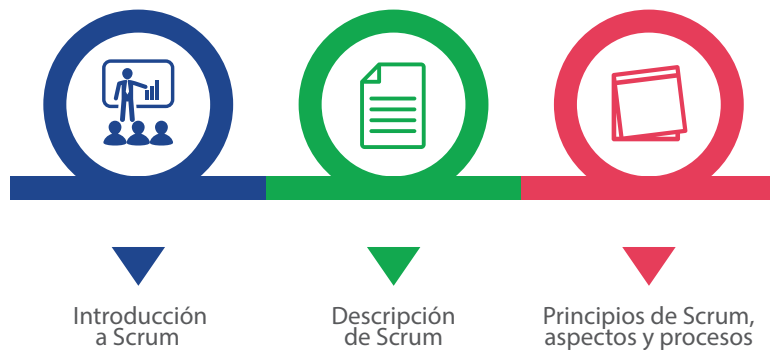 Introducción
a Scrum
Descripción
de Scrum
Principios de Scrum,
aspectos y procesos